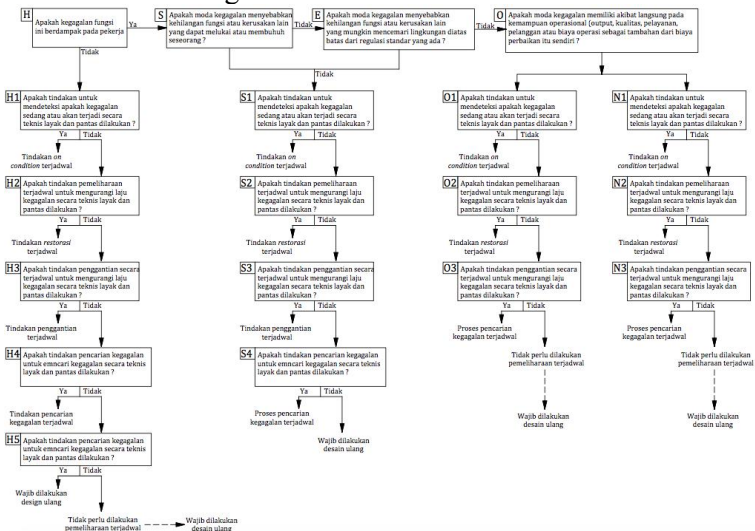 H
Apakah kegagalan fungsi
ini berdampak pada pekerja
Ya
Tidak
S
Apakah moda kegagalan menyebabkan
kehilangan fungsi atau kerusakan lain
yang dapat melukai atau membuhuh
seseorang ?
Tidak
E
Apakah moda kegagalan menyebabkan
kehilangan fungsi atau kerusakan lain
yang mungkin mencemari lingkungan diatas
batas dari regulasi standar yang ada ?
Tidak
O
Apakah moda kegagalan memiliki akibat langsung pada
kemampuan operasional (output, kualitas, pelayanan,
pelanggan atau biaya operasi sebagai tambahan dari biaya
perbaikan itu sendiri ?
Tidak
H1
Apakah tindakan untuk
mendeteksi apakah kegagalan
sedang atau akan terjadi secara
teknis layak dan pantas dilakukan ?
Ya
Tidak
Tindakan on
condition terjadwal
H2
Apakah tindakan pemeliharaan
terjadwal untuk mengurangi laju
kegagalan secara teknis layak dan
pantas dilakukan ?
Ya
Tidak
Tindakan restorasi
terjadwal
H3
Apakah tindakan penggantian secara
terjadwal untuk mengurangi laju
kegagalan secara teknis layak dan
pantas dilakukan ?
Ya
Tidak
Tindakan penggantian
terjadwal
H4
Apakah tindakan pencarian kegagalan
untuk emncari kegagalan secara teknis
layak dan pantas dilakukan ?
Ya
Tidak
Tindakan pencarian
kegagalan terjadwal
H5
Apakah tindakan pencarian kegagalan
untuk emncari kegagalan secara teknis
layak dan pantas dilakukan ?
Ya
Tidak
Wajib dilakukan
design ulang
Tidak perlu dilakukan
pemeliharaan terjadwal
Wajib dilakukan
desain ulang
S1
Apakah tindakan untuk
mendeteksi apakah kegagalan
sedang atau akan terjadi secara
teknis layak dan pantas dilakukan ?
Ya
Tidak
Tindakan on
condition terjadwal
S2
Apakah tindakan pemeliharaan
terjadwal untuk mengurangi laju
kegagalan secara teknis layak dan
pantas dilakukan ?
Ya
Tidak
Tindakan restorasi
terjadwal
S3
Apakah tindakan penggantian secara
terjadwal untuk mengurangi laju
kegagalan secara teknis layak dan
pantas dilakukan ?
Ya
Tidak
Tindakan penggantian
terjadwal
S4
Apakah tindakan pencarian kegagalan
untuk emncari kegagalan secara teknis
layak dan pantas dilakukan ?
Ya
Tidak
Proses pencarian
kegagalan terjadwal
Wajib dilakukan
desain ulang
O1
Apakah tindakan untuk
mendeteksi apakah kegagalan
sedang atau akan terjadi secara
teknis layak dan pantas dilakukan ?
Ya
Tidak
Tindakan on
condition terjadwal
O2
Apakah tindakan pemeliharaan
terjadwal untuk mengurangi laju
kegagalan secara teknis layak dan
pantas dilakukan ?
Ya
Tidak
Tindakan restorasi
terjadwal
O3
Apakah tindakan penggantian secara
terjadwal untuk mengurangi laju
kegagalan secara teknis layak dan
pantas dilakukan ?
Ya
Tidak
Proses pencarian
kegagalan terjadwal
Tidak perlu dilakukan
pemeliharaan terjadwal
Wajib dilakukan
desain ulang
N1
Apakah tindakan untuk
mendeteksi apakah kegagalan
sedang atau akan terjadi secara
teknis layak dan pantas dilakukan ?
Ya
Tidak
Tindakan on
condition terjadwal
N2
Apakah tindakan pemeliharaan
terjadwal untuk mengurangi laju
kegagalan secara teknis layak dan
pantas dilakukan ?
Ya
Tidak
Tindakan restorasi
terjadwal
N3
Apakah tindakan penggantian secara
terjadwal untuk mengurangi laju
kegagalan secara teknis layak dan
pantas dilakukan ?
Ya
Tidak
Proses pencarian
kegagalan terjadwal
Tidak perlu dilakukan
pemeliharaan terjadwal
Wajib dilakukan
desain ulang